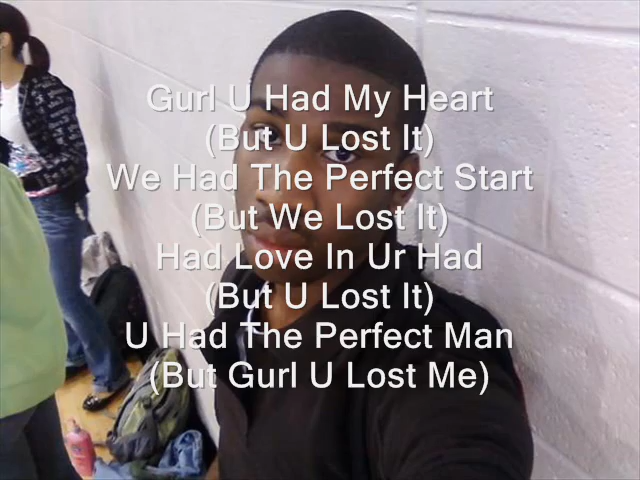 Gurl U Had My Heart
(But U Lost It)
We Had The Perfect Start
(But We Lost It)
Had Love In Ur Had
(But U Lost It)
U Had The Perfect Man
(But Gurl U Lost Me)